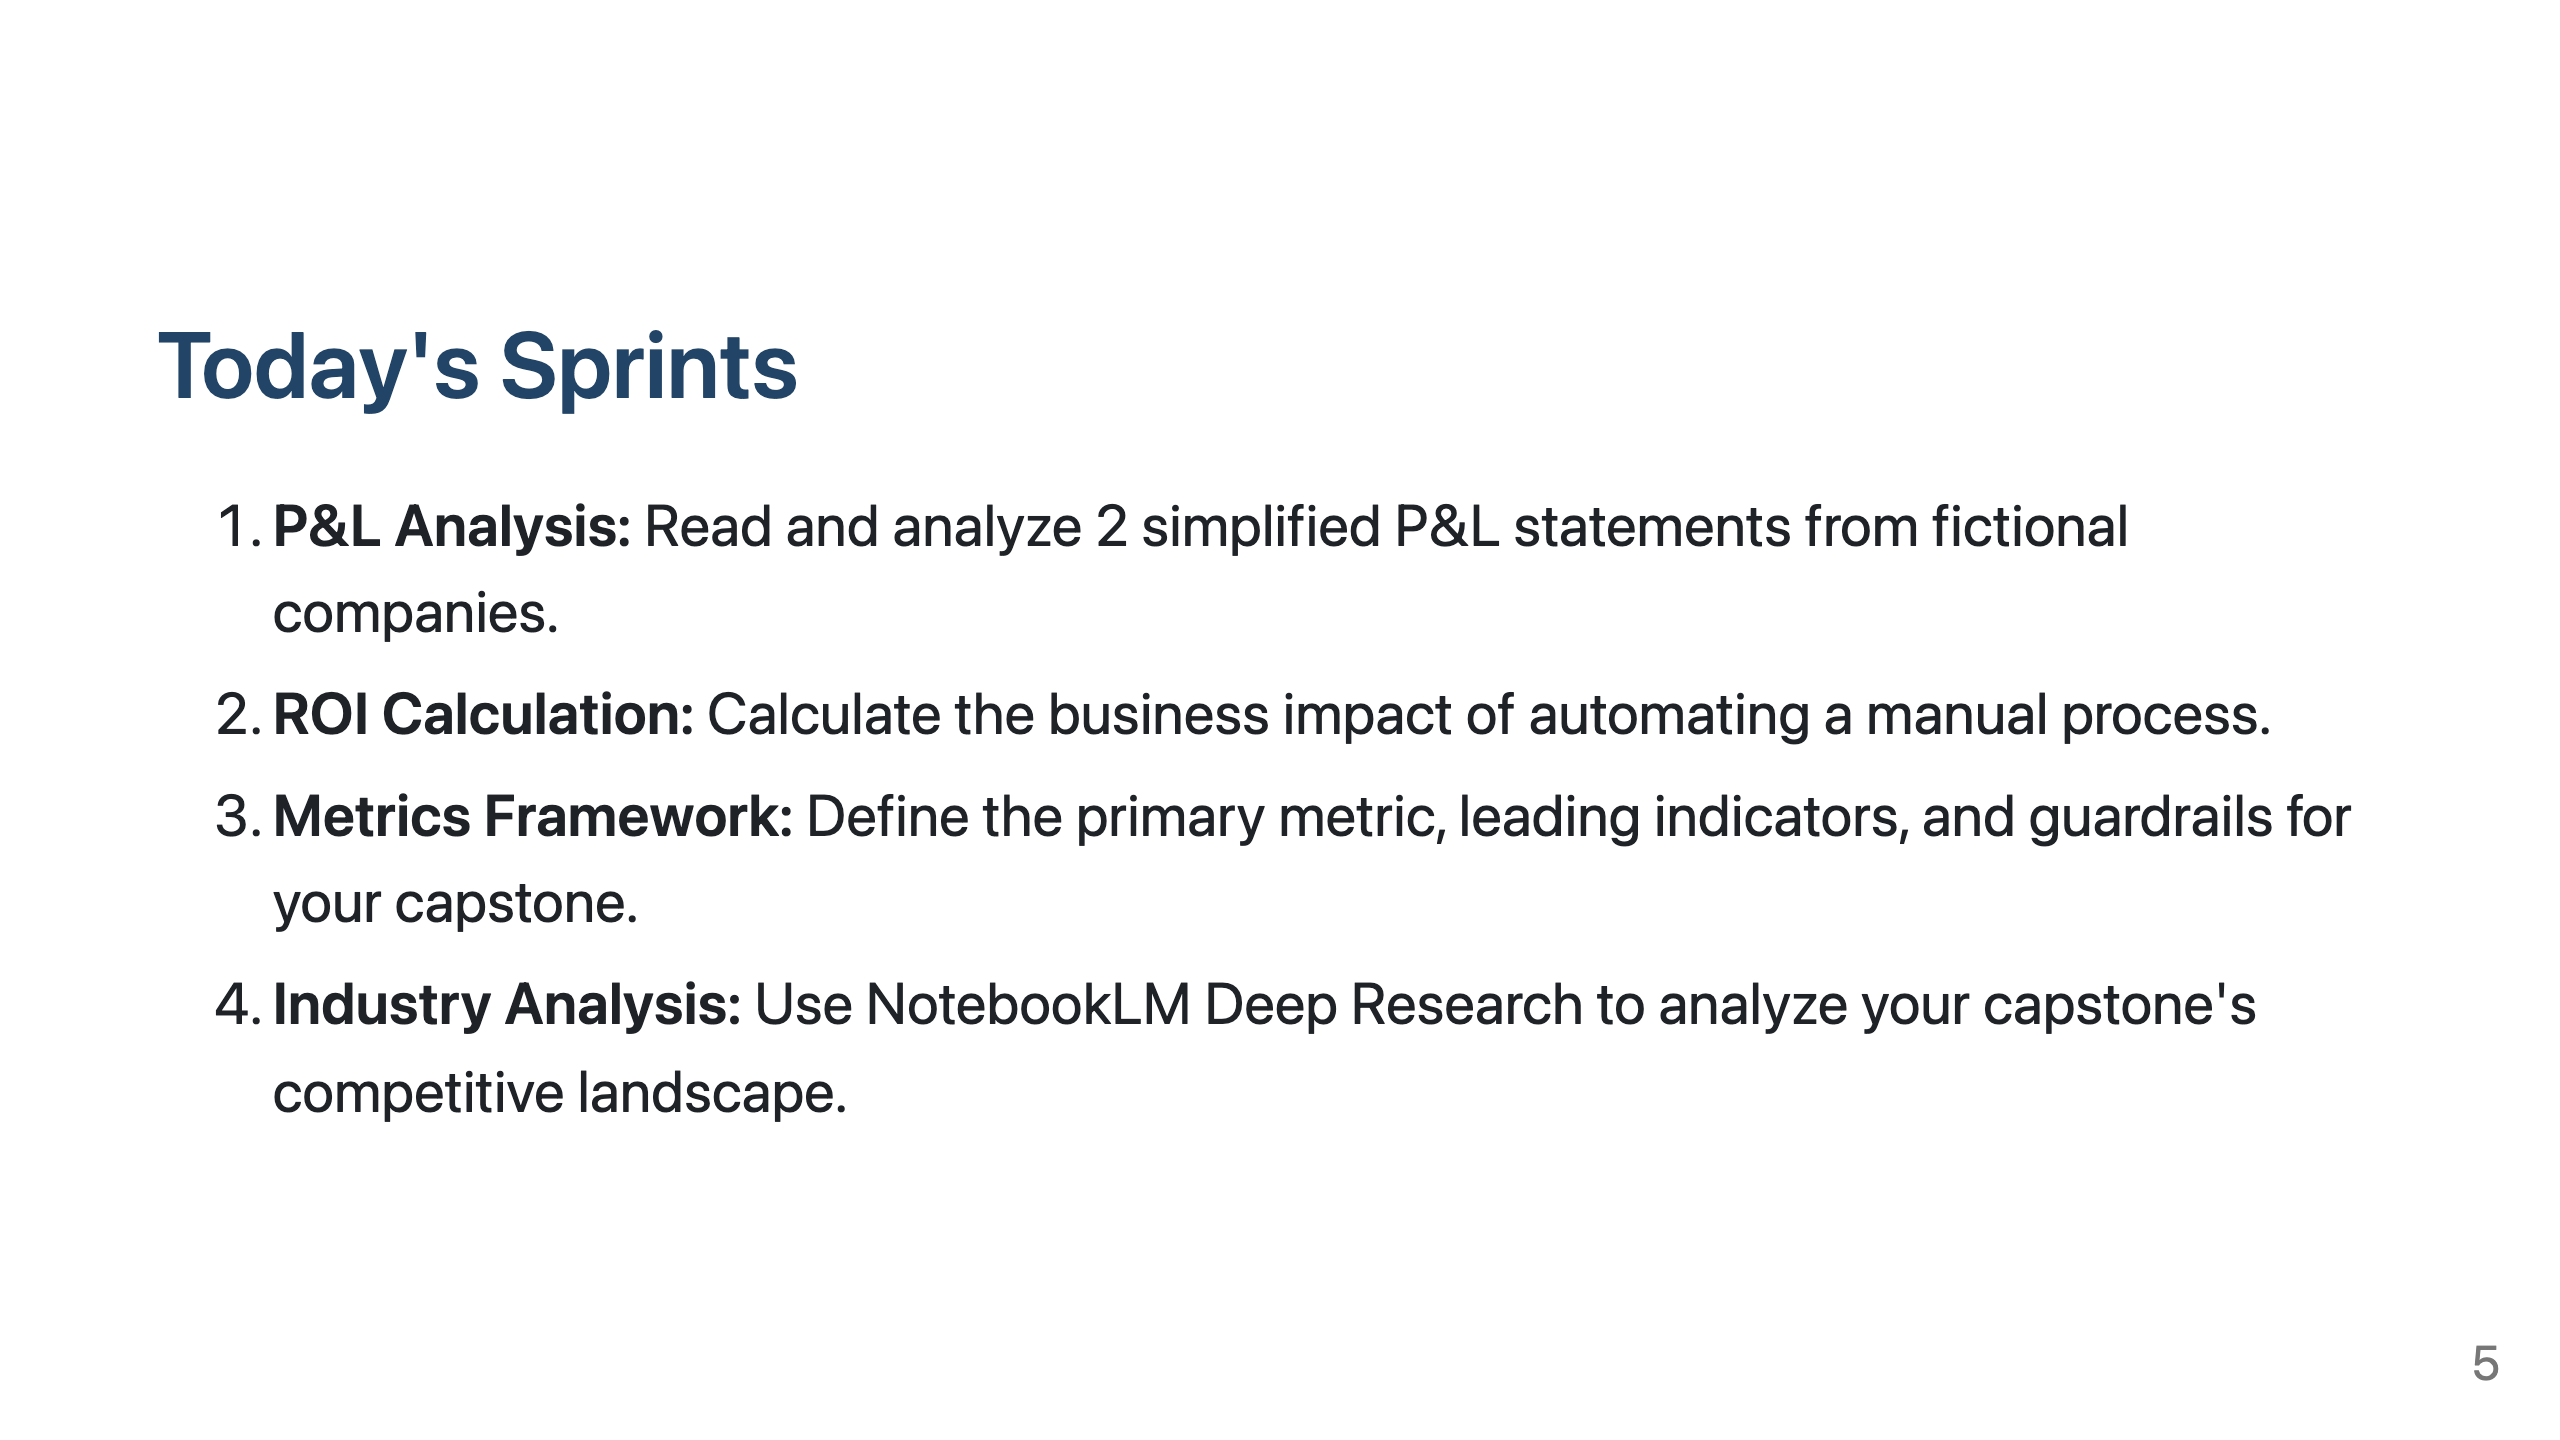 Today's Sprints
1. P&L Analysis: Read and analyze 2 simplified P&L statements from fictional
companies.
2. ROI Calculation: Calculate the business impact of automating a manual process.
3. Metrics Framework: Define the primary metric, leading indicators, and guardrails for
your capstone.
4. Industry Analysis: Use NotebookLM Deep Research to analyze your capstone's
competitive landscape.
5